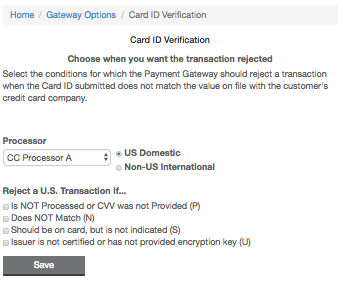 Home / Gateway Options / Card ID Verification
Card ID Verification
Choose when you want the transaction rejected
Select the conditions for which the Payment Gateway should reject a transaction
when the Card ID submitted does not match the value on file with the customer's
credit card company.
Processor
CC Processor A
US Domestic
Non-US International
Reject a U.S. Transaction If...
Is NOT Processed or CVV was not Provided (P)
Does NOT Match (N)
Should be on card, but is not indicated (S)
Issuer is not certified or has not provided encryption key (U)
Save